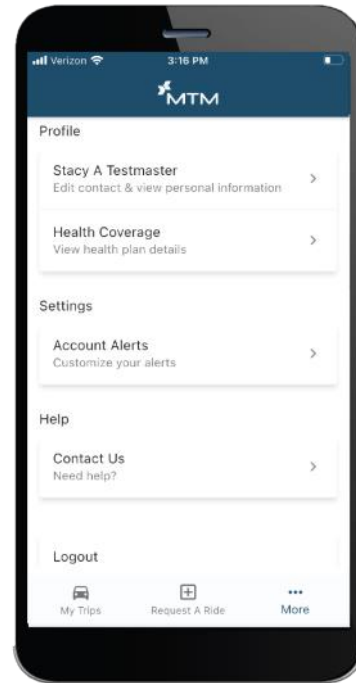 Verizon 3:16 PM
MTM
Profile
Stacy A Testmaster
Edit contact & view personal information
Health Coverage
View health plan details
Settings
Account Alerts
Customize your alerts
Help
Contact Us
Need help?
Logout
My Trips Request A Ride More